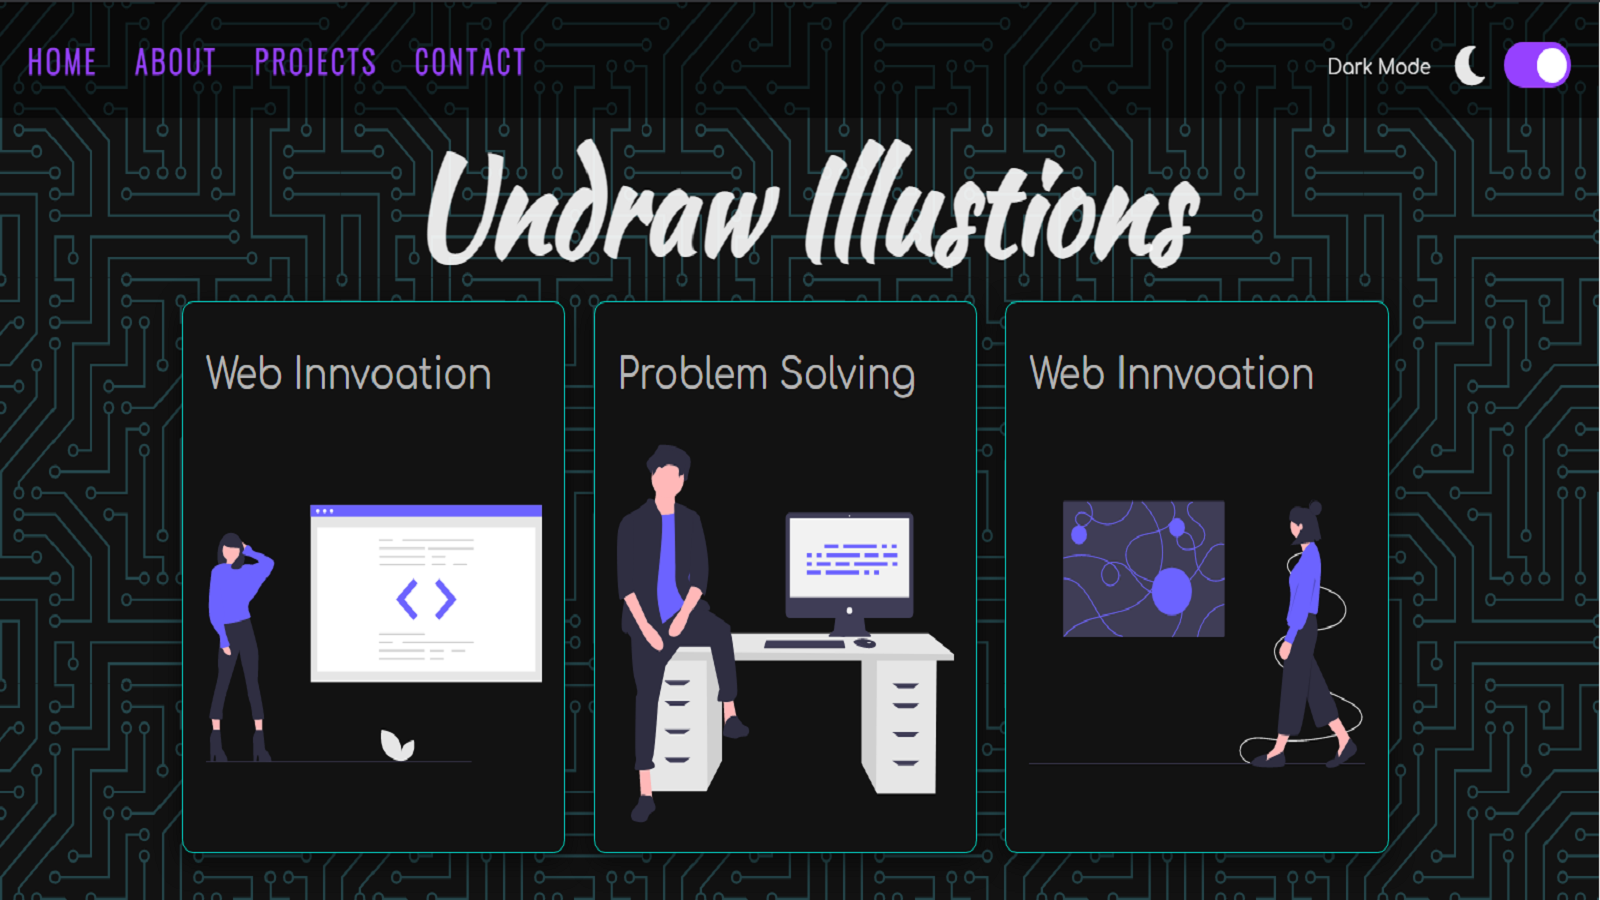 HOME ABOUT PROJECTS CONTACT Dark Mode
Undraw Illustions
Web Innvoation
Problem Solving
Web Innvoation